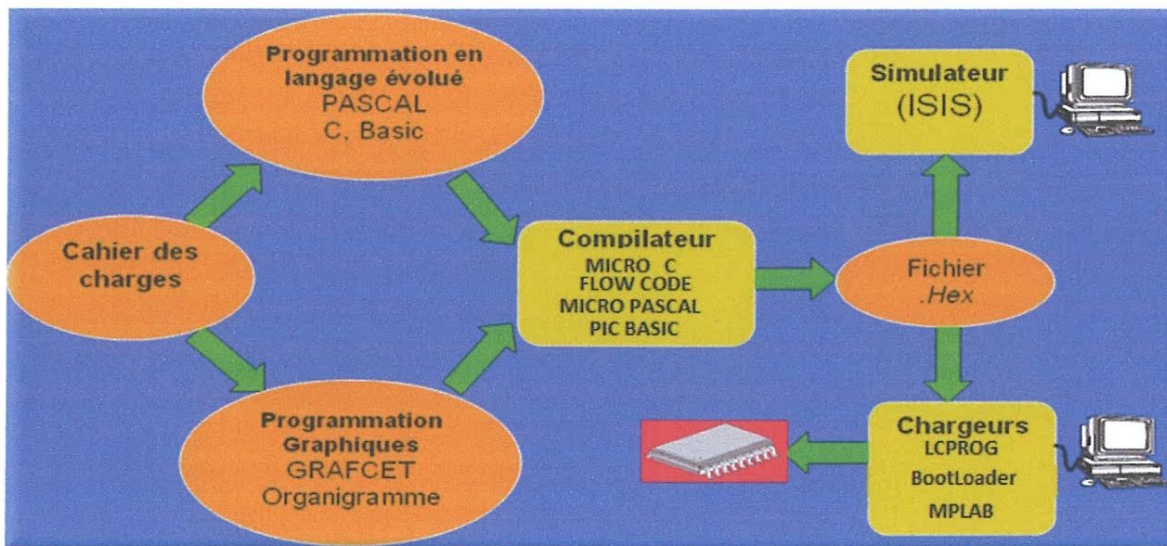 Programmation en
langage évolué
PASCAL
C, Basic
Cahier des
charges
Programmation
Graphiques
GRAFCET
Organigramme
Compilateur
MICRO C
FLOW CODE
MICRO PASCAL
PIC BASIC
Fichier
.Hex
Simulateur
(ISIS)
Chargeurs
LCPROG
BootLoader
MPLAB